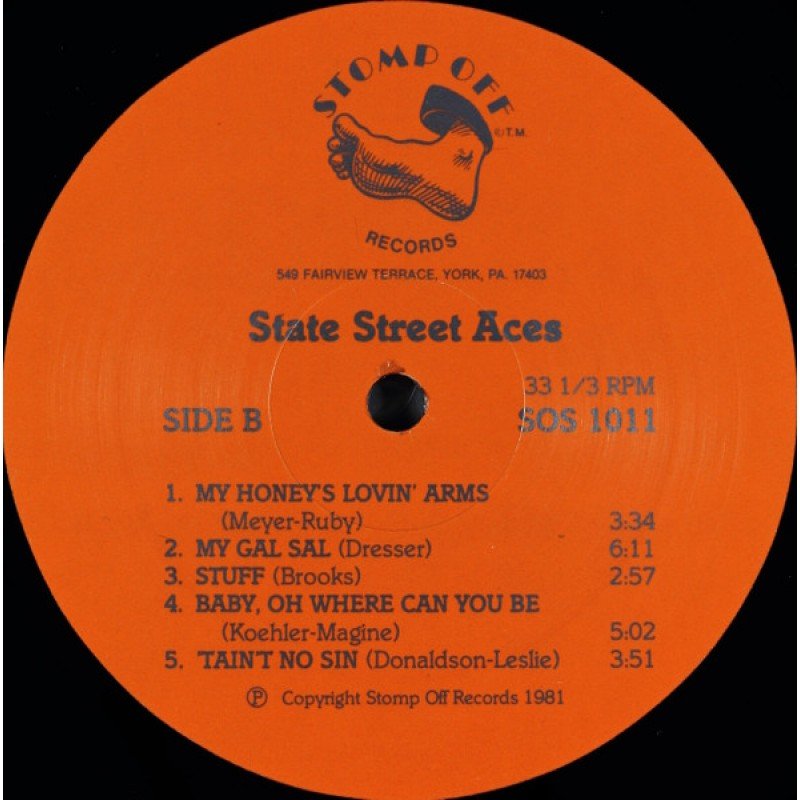 STOMP OFF
©T.M.
RECORDS
549 FAIRVIEW TERRACE, YORK, PA. 17403
State Street Aces
33 1/3 RPM
SIDE B SOS 1011
1. MY HONEY'S LOVIN' ARMS
(Meyer-Ruby) 3:34
2. MY GAL SAL (Dresser) 6:11
3. STUFF (Brooks) 2:57
4. BABY, OH WHERE CAN YOU BE
(Koehler-Magine) 5:02
5. 'TAIN'T NO SIN (Donaldson-Leslie) 3:51
Ⓟ Copyright Stomp Off Records 1981